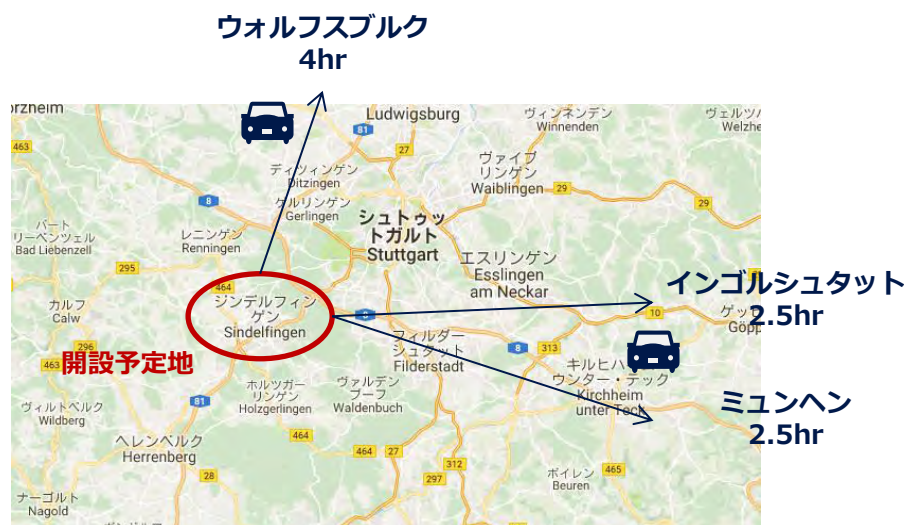 ウォルフスブルク
4hr
orzheim
Ludwigsburg
ヴィネンデン
Winnenden
ヴェルツハ
Welzhe
81
27
463
ディツィンゲン
Ditzingen
ヴァイブ
リンゲン
Waiblingen
29
8
ゲルリンゲン
Gerlingen
シュトゥッ
トガルト
Stuttgart
29
バート
リーベンツェル
Bad Liebenzell
レニンゲン
Renningen
295
エスリンゲン
Esslingen
am Neckar
464
インゴルシュタット
2.5hr
カルフ
Calw
ジンデルフィン
ゲン
Sindelfingen
8
10
ゲッ
Göpp
296
463
開設予定地
フィルダー
シュタット
Filderstadt
8
313
キルヒハ
ウンター・テック
Kirchheim
unter Teck
ホルツガー
リンゲン
Holzgerlingen
ヴァルデン
ブーフ
Waldenbuch
ミュンヘン
2.5hr
ヴィルトベルク
Wildberg
81
ヘレンベルク
Herrenberg
464
464
27
312
297
28
ボイレン
Beuren
465
ナーゴルト
Nagold